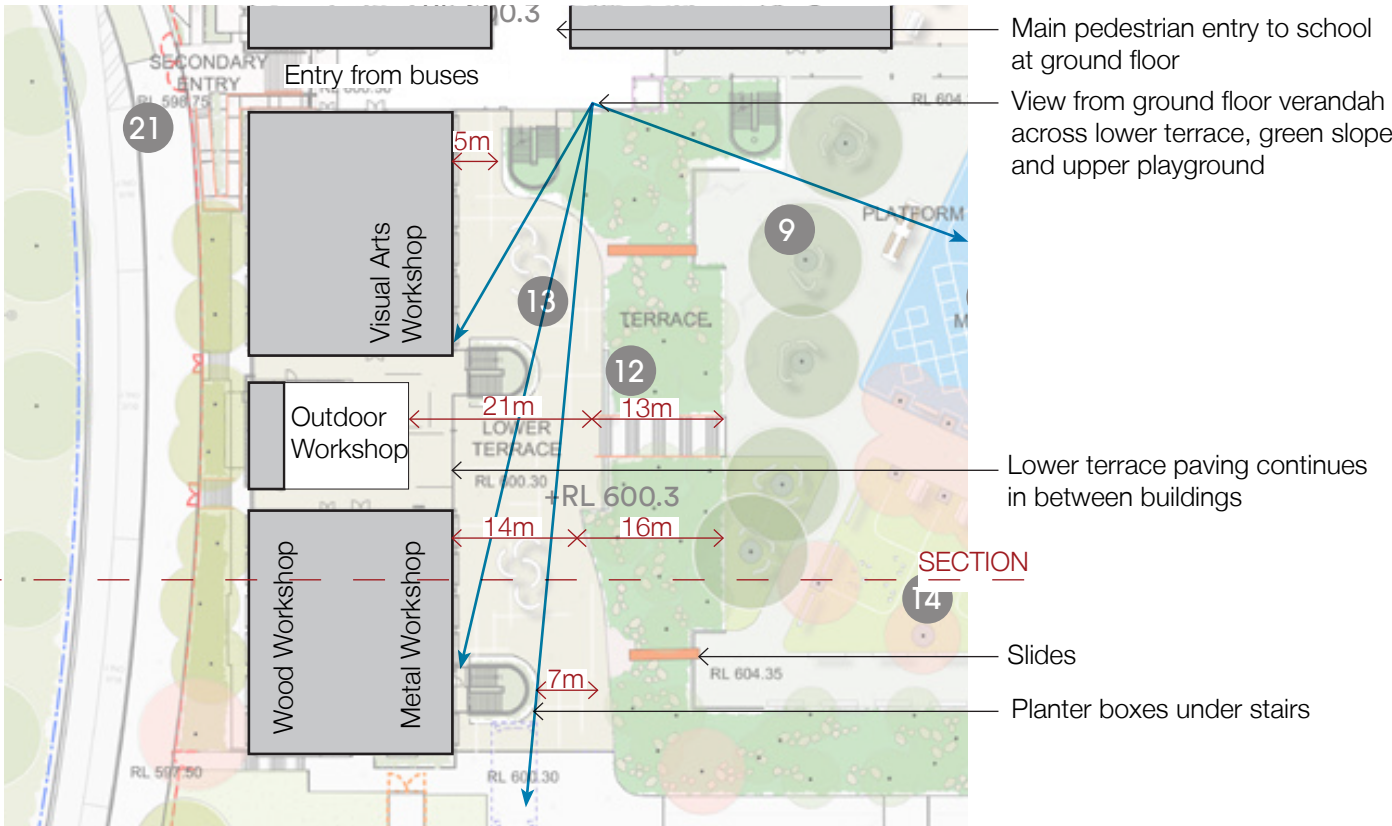 00.3
+RL 600.3
Main pedestrian entry to school
at ground floor
SECONDARY
ENTRY
RL 598.75
Entry from buses
View from ground floor verandah
across lower terrace, green slope
and upper playground
RL 604.
21
5m
9
PLATFORM
Visual Arts
Workshop
13
TERRACE
M
12
21m
13m
Outdoor
Workshop
LOWER
TERRACE
RL 600.30
Lower terrace paving continues
in between buildings
14m
16m
Wood Workshop
Metal Workshop
SECTION
14
Slides
RL 604.35
7m
Planter boxes under stairs
RL 597.50
RL 600.30